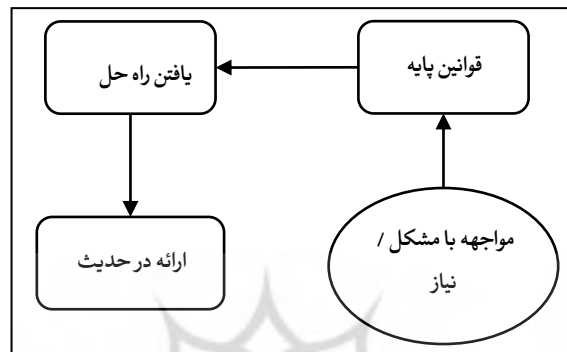 قوانین پایه
یافتن راه حل
مواجهه با مشکل /
نیاز
ارائه در حدیث